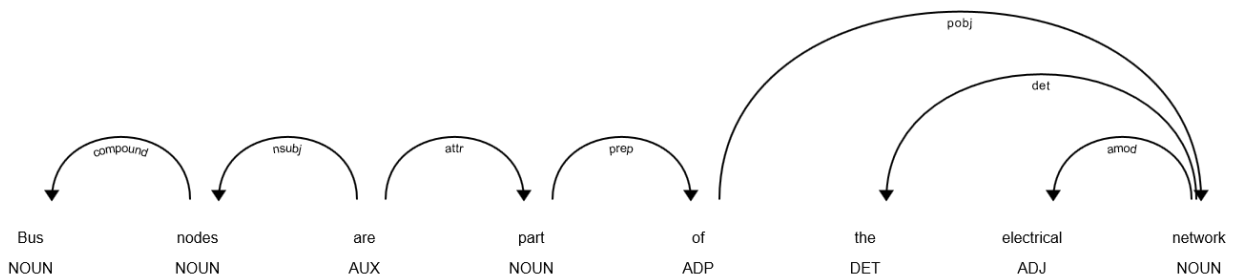 pobj
det
compound nsubj attr prep amod
Bus nodes are part of the electrical network
NOUN NOUN AUX NOUN ADP DET ADJ NOUN